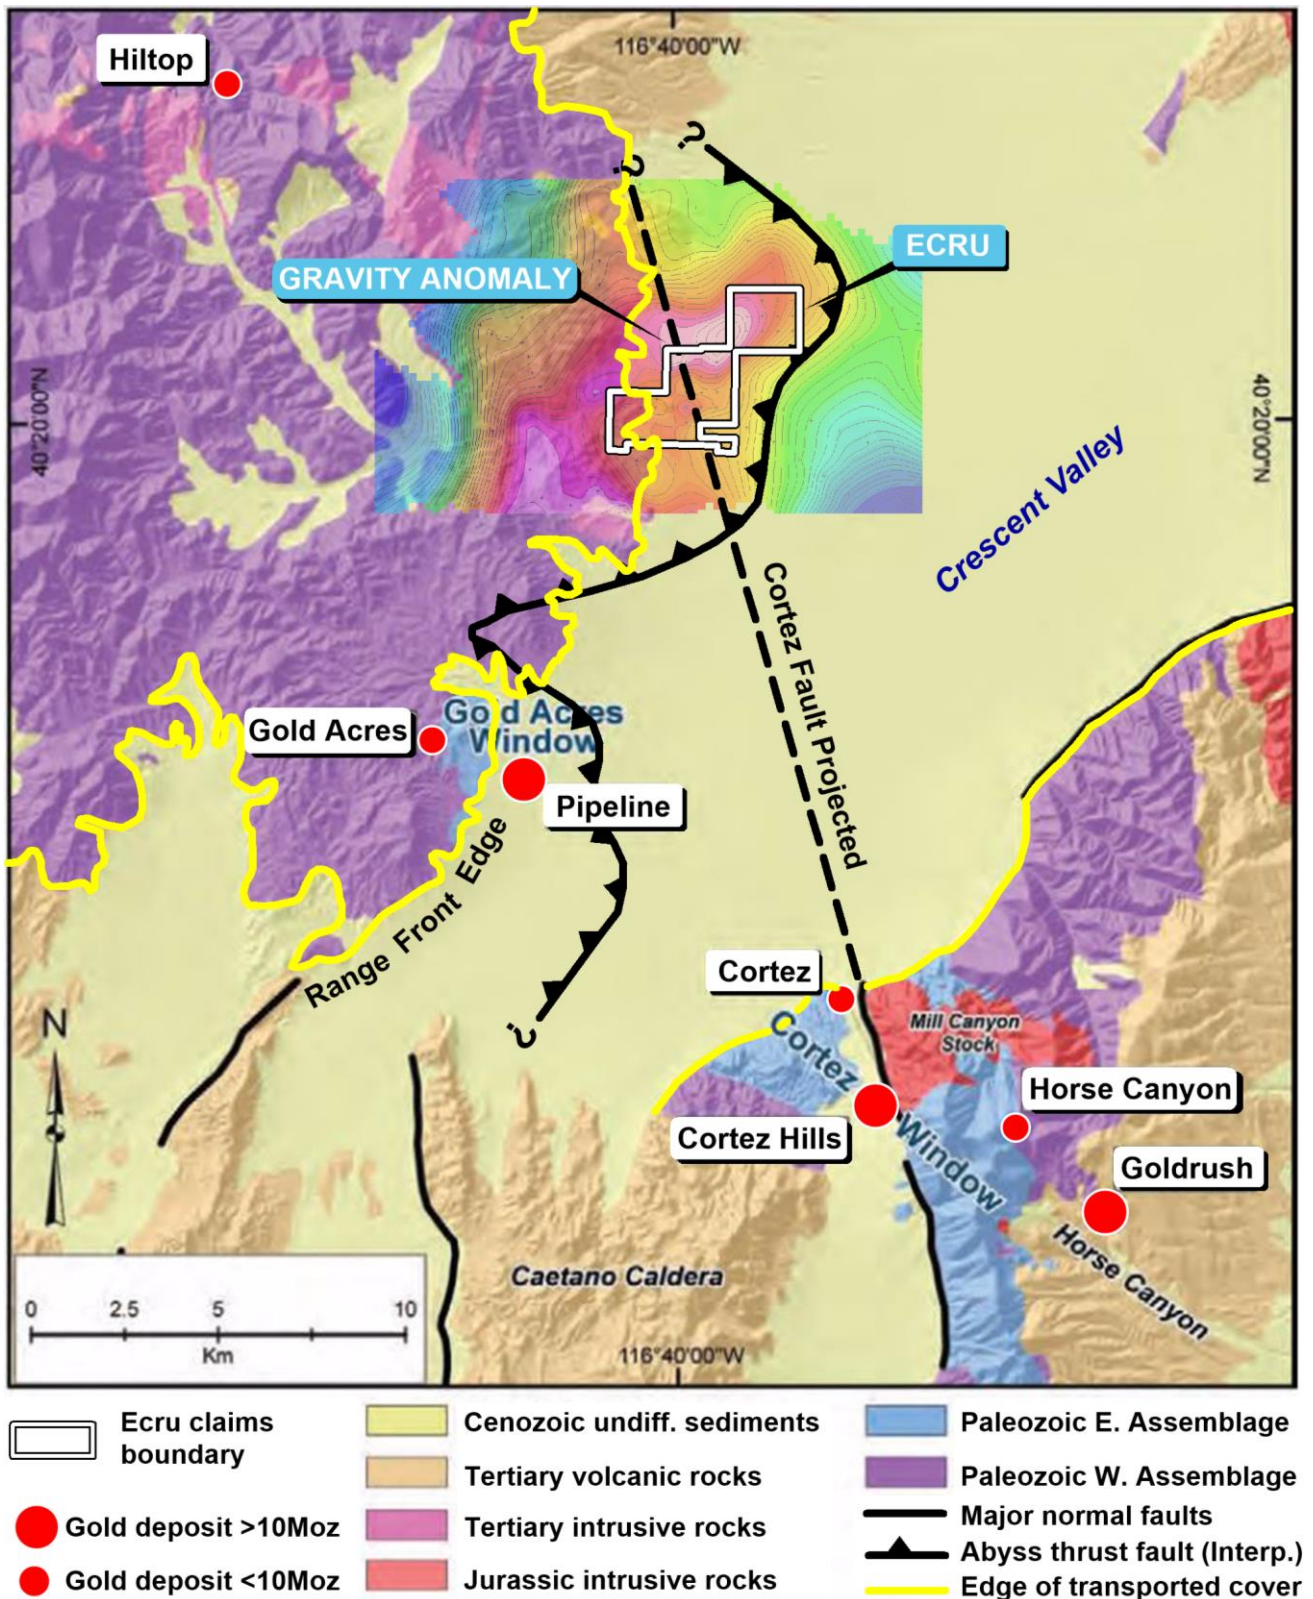 116°40'00"W
Hiltop
?
?
ECRU
GRAVITY ANOMALY
40°20'00"N
40°20'00"N
Crescent Valley
Cortez Fault Projected
Gold Acres
Window
Gold Acres
Pipeline
Range Front Edge
Cortez
Mill Canyon
Stock
N
?
Cortez Window
Horse Canyon
Cortez Hills
Goldrush
Horse Canyon
Caetano Caldera
0 2.5 5 10
Km
116°40'00"W
Ecru claims
boundary
Gold deposit >10Moz
Gold deposit <10Moz
Cenozoic undiff. sediments
Tertiary volcanic rocks
Tertiary intrusive rocks
Jurassic intrusive rocks
Paleozoic E. Assemblage
Paleozoic W. Assemblage
Major normal faults
Abyss thrust fault (Interp.)
Edge of transported cover